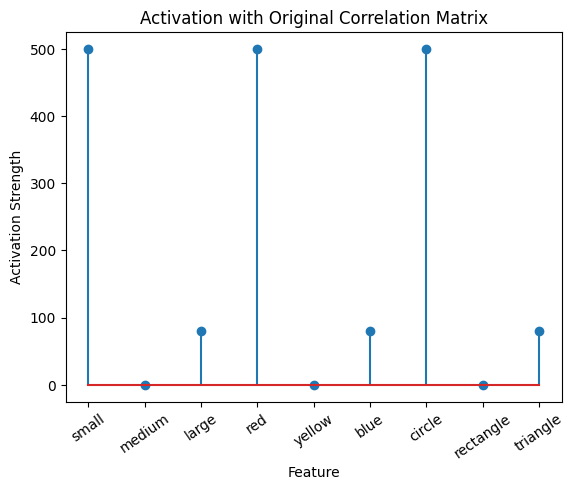 Activation with Original Correlation Matrix
Activation Strength
500
400
300
200
100
0
small
medium
large
red
yellow
blue
circle
rectangle
triangle
Feature